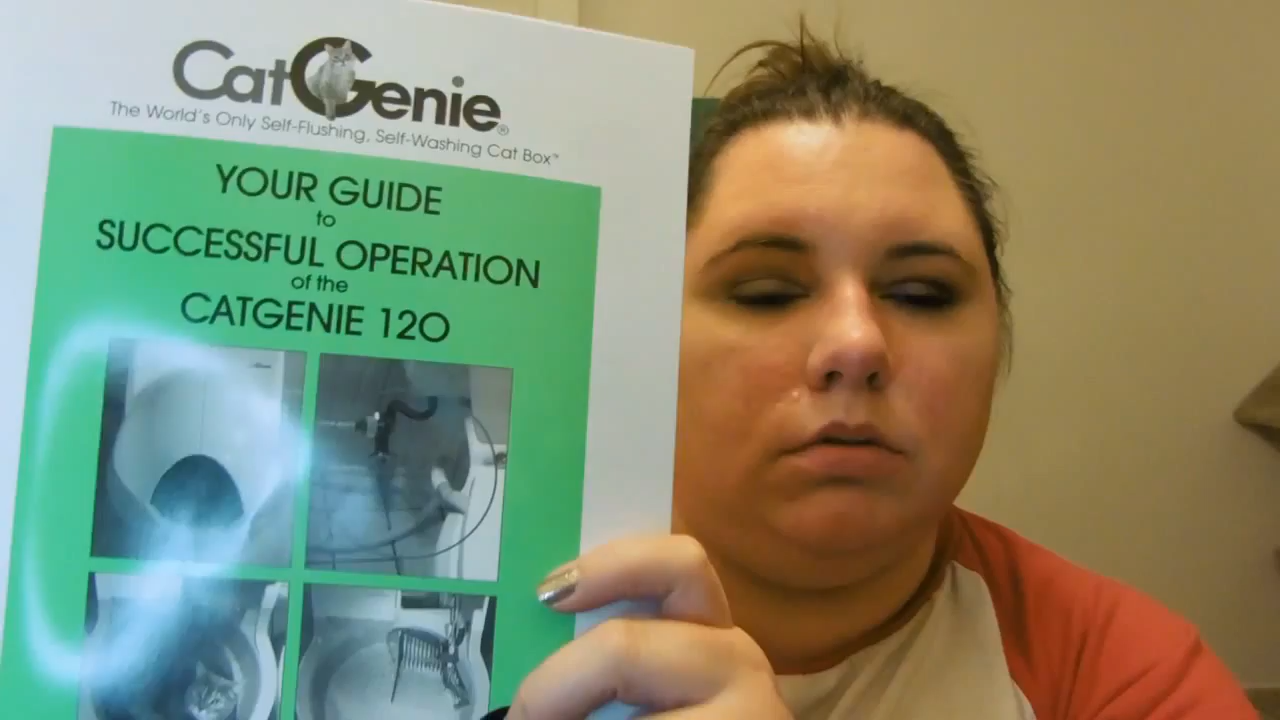 CatGenie®
The World's Only Self-Flushing, Self-Washing Cat Box™
YOUR GUIDE
to
SUCCESSFUL OPERATION
of the
CATGENIE 120